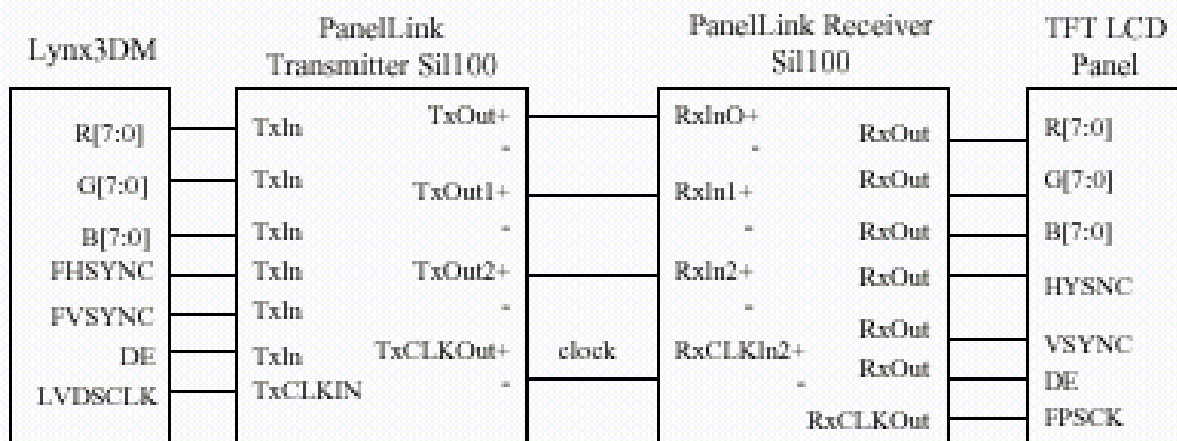 Lynx3DM
PanelLink
Transmitter Sil100
PanelLink Receiver
Sil100
TFT LCD
Panel
R[7:0]
G[7:0]
B[7:0]
FHSYNC
FVSYNC
DE
LVDSCLK
TxIn
TxIn
TxIn
TxIn
TxIn
TxIn
TxCLKIN
TxOut+
-
TxOut1+
-
TxOut2+
-
TxCLKOut+
-
clock
RxInO+
-
RxIn1+
-
RxIn2+
-
RxCLKIn2+
-
RxOut
RxOut
RxOut
RxOut
RxOut
RxOut
RxCLKOut
R[7:0]
G[7:0]
B[7:0]
HYSNC
VSYNC
DE
FPSCK